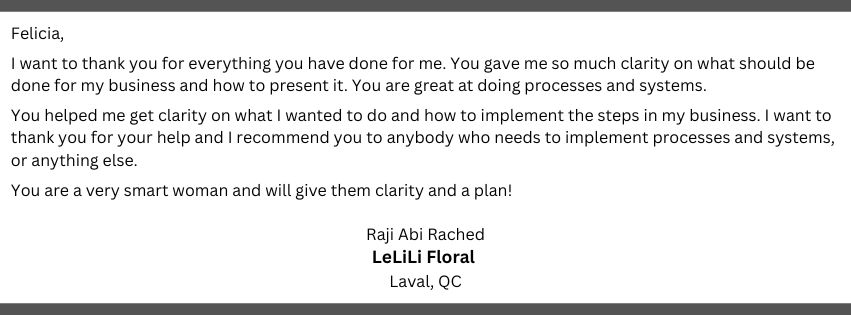 Felicia,
I want to thank you for everything you have done for me. You gave me so much clarity on what should be
done for my business and how to present it. You are great at doing processes and systems.
You helped me get clarity on what I wanted to do and how to implement the steps in my business. I want to
thank you for your help and I recommend you to anybody who needs to implement processes and systems,
or anything else.
You are a very smart woman and will give them clarity and a plan!
Raji Abi Rached
LeLiLi Floral
Laval, QC